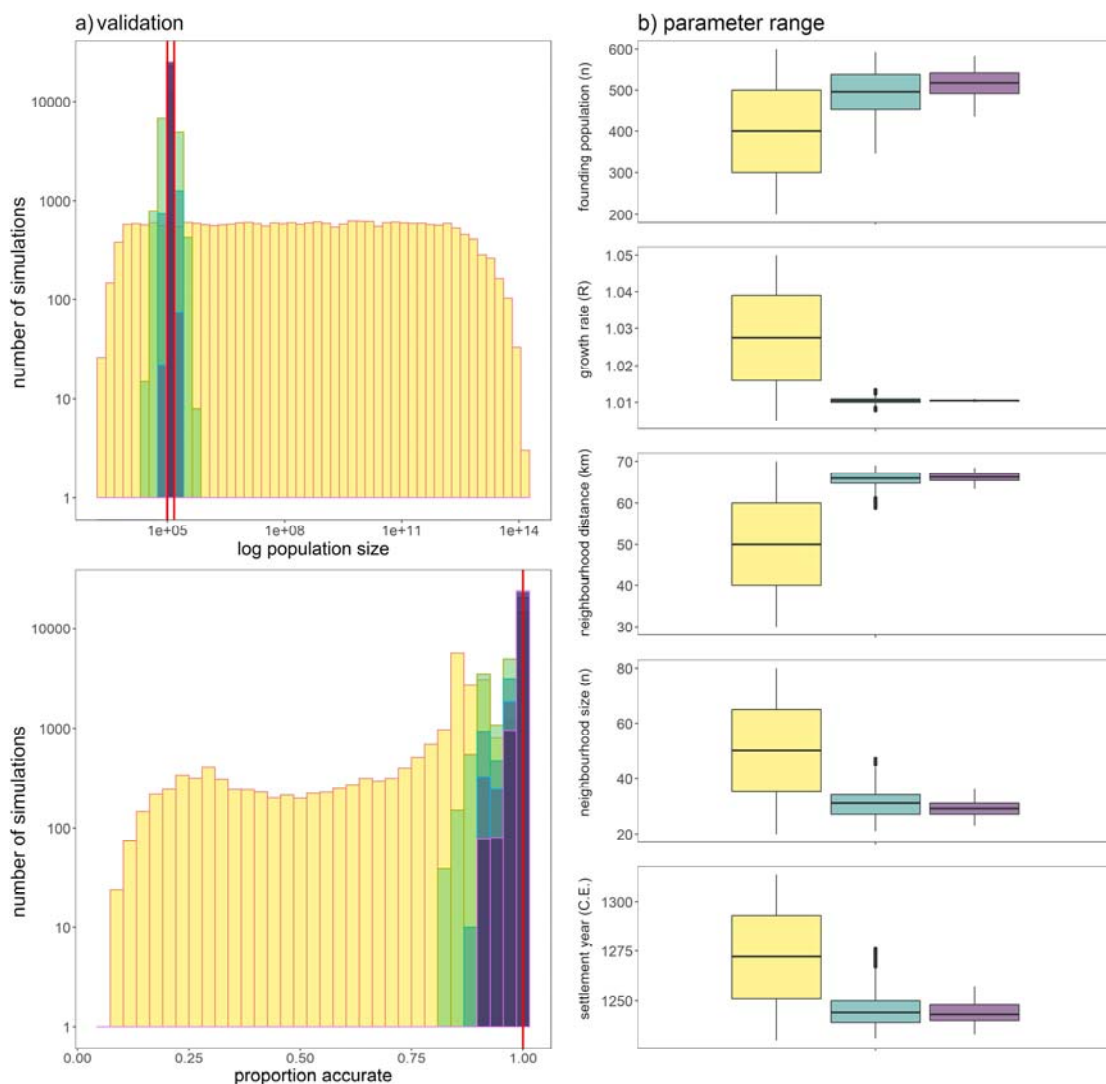 a) validation
10000
1000
100
10
1
number of simulations
1e+05 1e+08 1e+11 1e+14
log population size
10000
1000
100
10
1
number of simulations
0.00 0.25 0.75 1.00
proportion accurate
b) parameter range
600
500
400
300
200
founding population (n)
1.05
1.04
1.03
1.02
1.01
growth rate (R)
70
60
50
40
30
neighbourhood distance (km)
80
60
40
20
neighbourhood size (n)
1300
1275
1250
settlement year (C.E.)